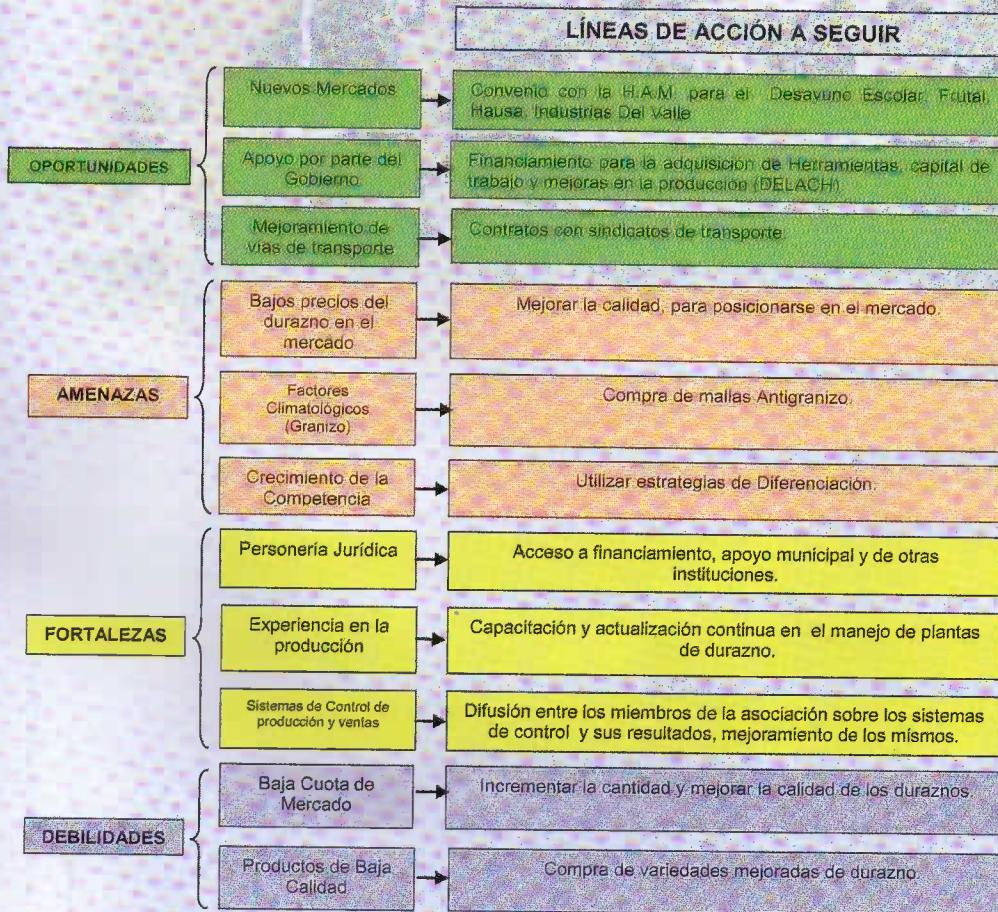 LÍNEAS DE ACCIÓN A SEGUIR
OPORTUNIDADES
Nuevos Mercados
Convenio con la H.A.M. para el Desayuno Escolar, Frutal,
Hausa, Industrias Del Valle
Apoyo por parte del
Gobierno
Financiamiento para la adquisición de Herramientas, capital de
trabajo y mejoras en la producción (DELACH)
Mejoramiento de
vías de transporte
Contratos con sindicatos de transporte.
AMENAZAS
Bajos precios del
durazno en el
mercado
Mejorar la calidad, para posicionarse en el mercado.
Factores
Climatológicos
(Granizo)
Compra de mallas Antigranizo.
Crecimiento de la
Competencia
Utilizar estrategias de Diferenciación.
FORTALEZAS
Personería Jurídica
Acceso a financiamiento, apoyo municipal y de otras
instituciones.
Experiencia en la
producción
Capacitación y actualización continua en el manejo de plantas
de durazno.
Sistemas de Control de
producción y ventas
Difusión entre los miembros de la asociación sobre los sistemas
de control y sus resultados, mejoramiento de los mismos.
DEBILIDADES
Baja Cuota de
Mercado
Incrementar la cantidad y mejorar la calidad de los duraznos.
Productos de Baja
Calidad
Compra de variedades mejoradas de durazno.